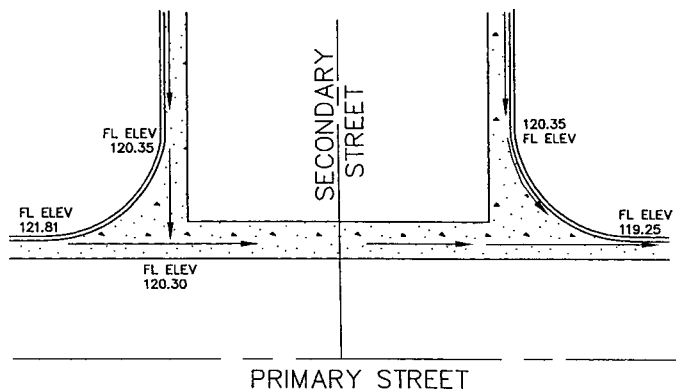 FL ELEV
120.35
SECONDARY
STREET
120.35
FL ELEV
FL ELEV
121.81
FL ELEV
119.25
FL ELEV
120.30
PRIMARY STREET